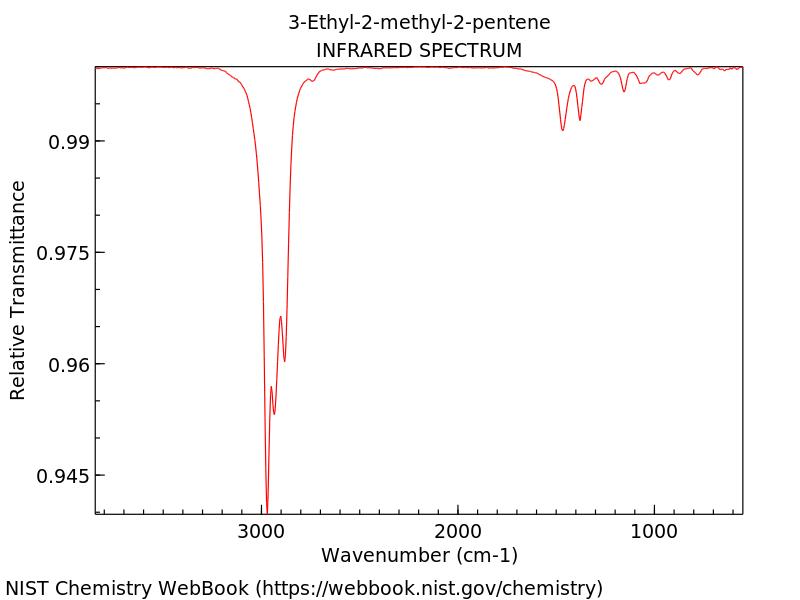 3-Ethyl-2-methyl-2-pentene
INFRARED SPECTRUM
0.99
0.975
0.96
0.945
Relative Transmittance
3000 2000 1000
Wavenumber (cm-1)
NIST Chemistry WebBook (https://webbook.nist.gov/chemistry)